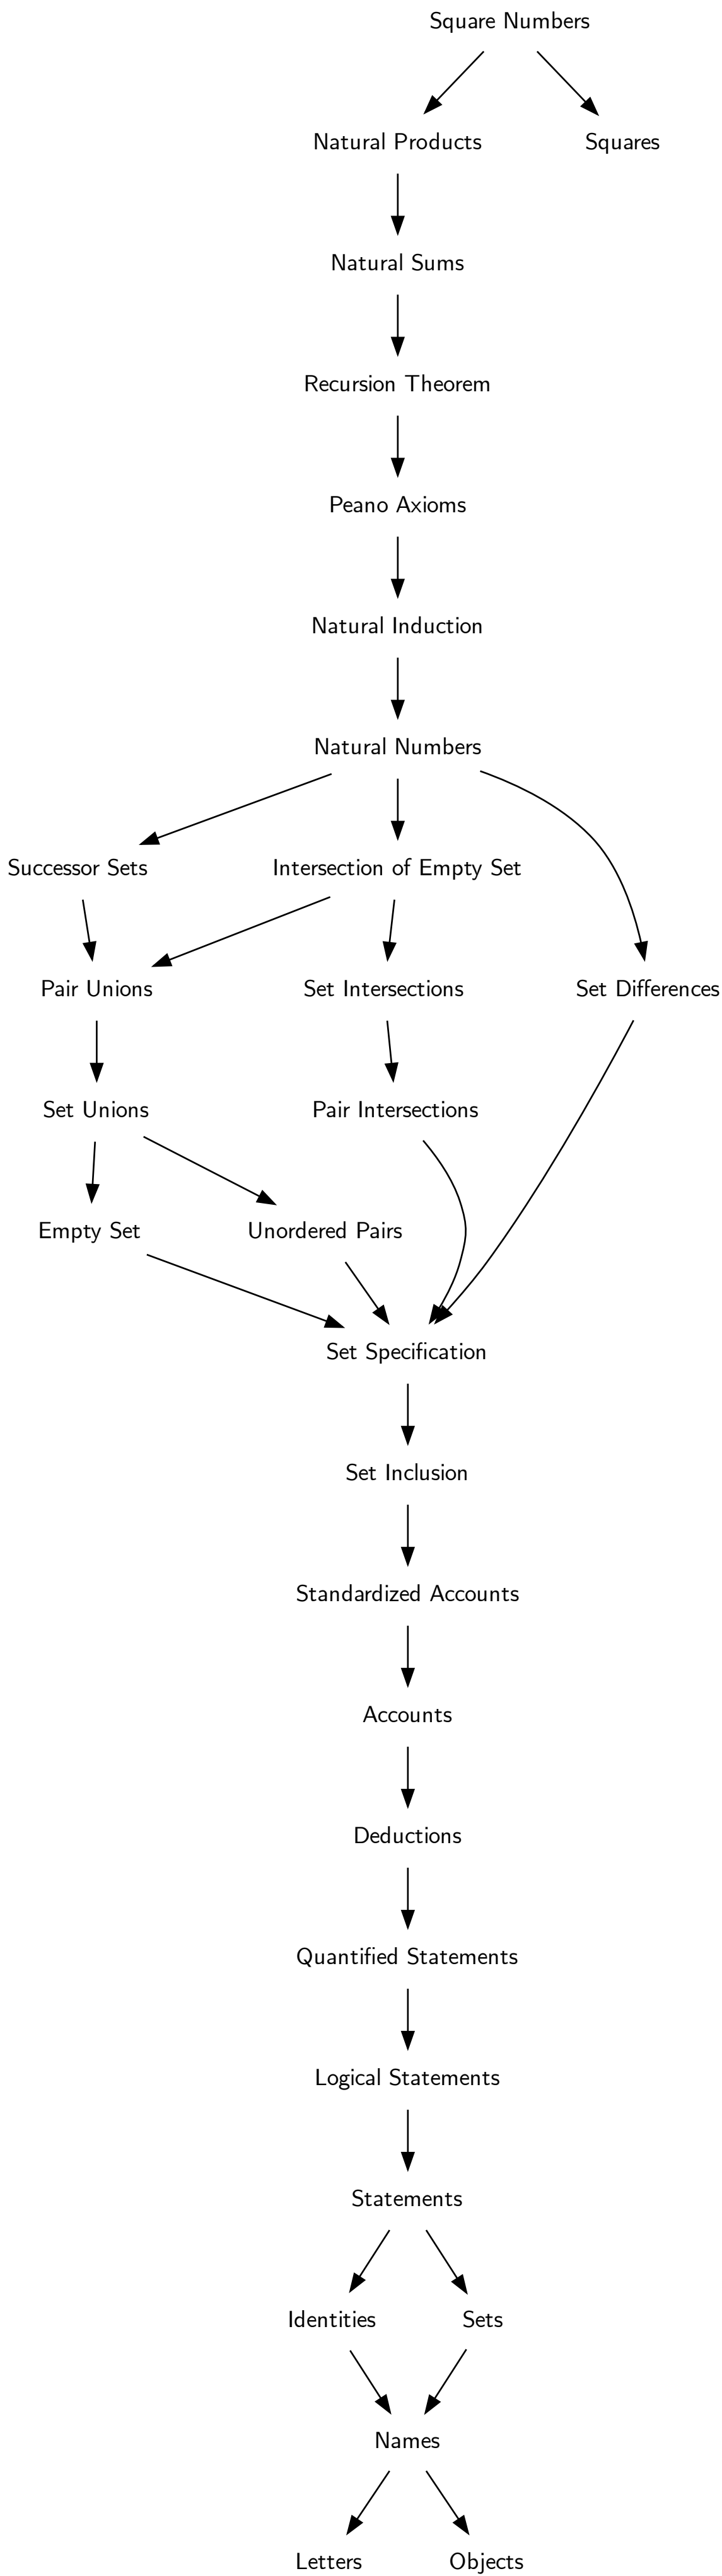 Square Numbers
Natural Products
Squares
Natural Sums
Recursion Theorem
Peano Axioms
Natural Induction
Natural Numbers
Successor Sets
Intersection of Empty Set
Pair Unions
Set Intersections
Set Differences
Set Unions
Pair Intersections
Empty Set
Unordered Pairs
Set Specification
Set Inclusion
Standardized Accounts
Accounts
Deductions
Quantified Statements
Logical Statements
Statements
Identities
Sets
Names
Letters
Objects